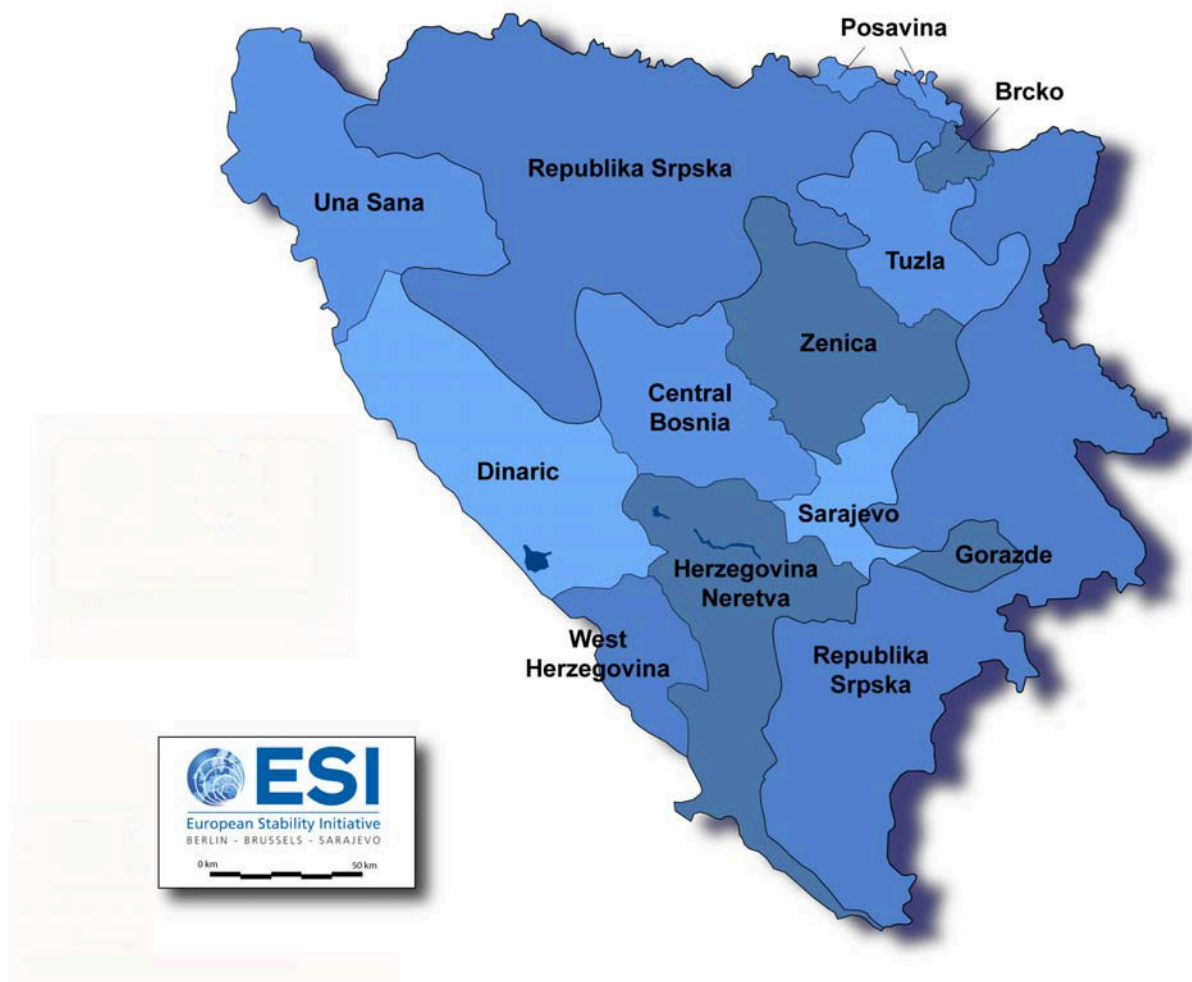 Posavina
Brcko
Republika Srpska
Una Sana
Tuzla
Zenica
Central
Bosnia
Dinaric
Sarajevo
Gorazde
Herzegovina
Neretva
West
Herzegovina
Republika
Srpska
ESI
European Stability Initiative
BERLIN - BRUSSELS - SARAJEVO
0 km 50 km